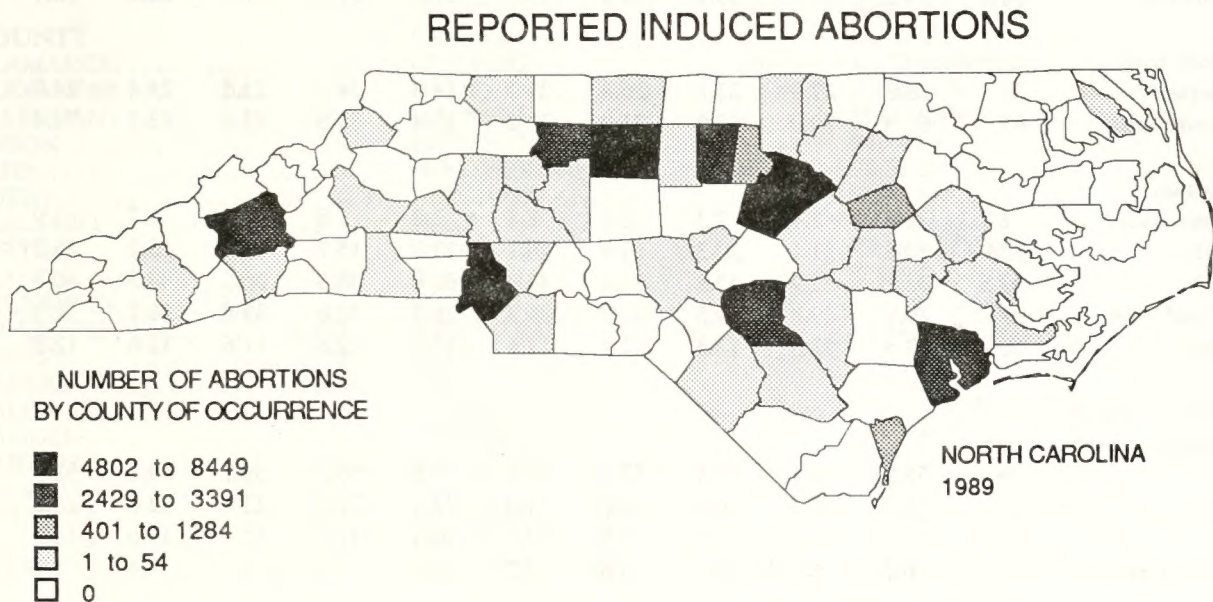 REPORTED INDUCED ABORTIONS
NUMBER OF ABORTIONS
BY COUNTY OF OCCURRENCE
4802 to 8449
2429 to 3391
401 to 1284
1 to 54
0
NORTH CAROLINA
1989